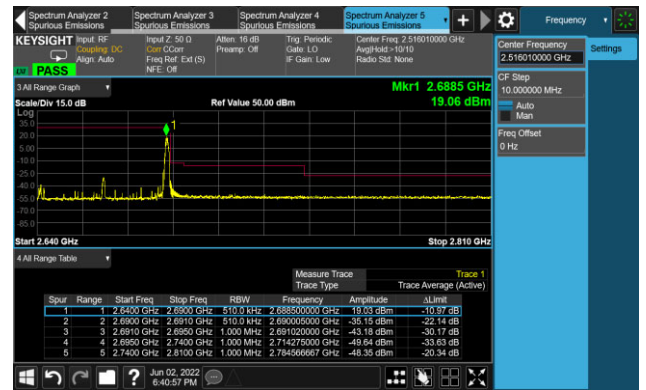 Spectrum Analyzer 2 Spectrum Analyzer 3 Spectrum Analyzer 4 Spectrum Analyzer 5
Spurious Emissions Spurious Emissions Spurious Emissions Spurious Emissions
Frequency
KEYSIGHT Input: RF Input Z: 50 Ω Atten: 16 dB Trig: Periodic Center Freq: 2.516010000 GHz
Coupling: DC Corr CCorr Preamp: Off Gate: LO Avg|Hold:>10/10
Align: Auto Freq Ref: Ext (S) IF Gain: Low Radio Std: None
NFE: Off
PASS
Center Frequency
2.516010000 GHz
Settings
CF Step
10.000000 MHz
Auto
Man
Freq Offset
0 Hz
3 All Range Graph
Mkr1 2.6885 GHz
Scale/Div 15.0 dB Ref Value 50.00 dBm 19.06 dBm
Log
35.0
20.0
5.00
-10.0
-25.0
-40.0
-55.0
-70.0
-85.0
1
Start 2.640 GHz Stop 2.810 GHz
4 All Range Table
Measure Trace Trace 1
Trace Type Trace Average (Active)
Spur Range Start Freq Stop Freq RBW Frequency Amplitude ΔLimit
1 1 2.6400 GHz 2.6900 GHz 510.0 kHz 2.688500000 GHz 19.03 dBm -10.97 dB
2 2 2.6900 GHz 2.6910 GHz 510.0 kHz 2.690005000 GHz -35.15 dBm -22.14 dB
3 3 2.6910 GHz 2.6950 GHz 1.000 MHz 2.691020000 GHz -43.18 dBm -30.17 dB
4 4 2.6950 GHz 2.7400 GHz 1.000 MHz 2.714275000 GHz -49.64 dBm -33.63 dB
5 5 2.7400 GHz 2.8100 GHz 1.000 MHz 2.784566667 GHz -48.35 dBm -20.34 dB
Jun 02, 2022
6:40:57 PM